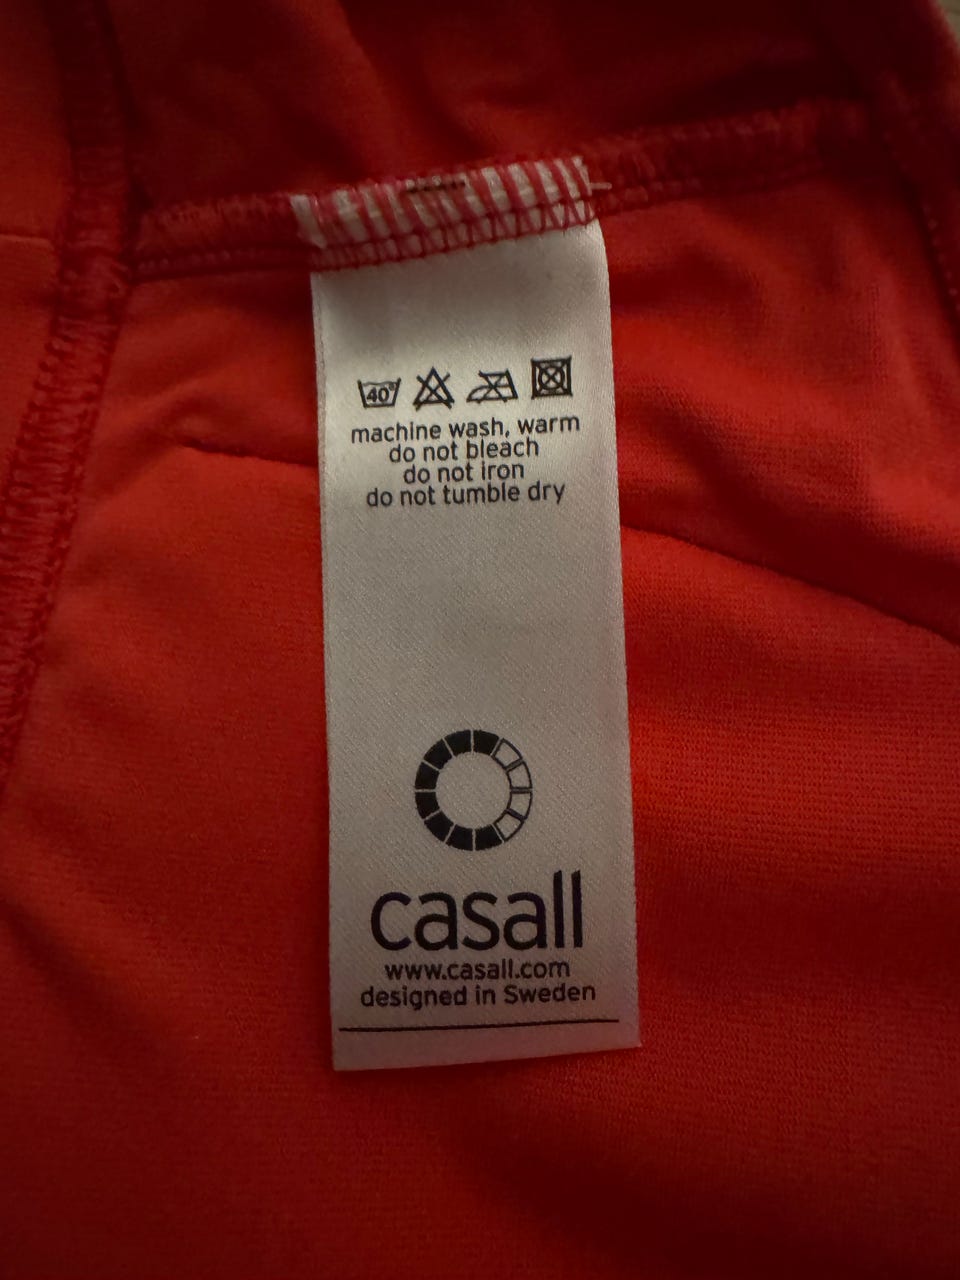 40°
machine wash, warm
do not bleach
do not iron
do not tumble dry
casall
www.casall.com
designed in Sweden